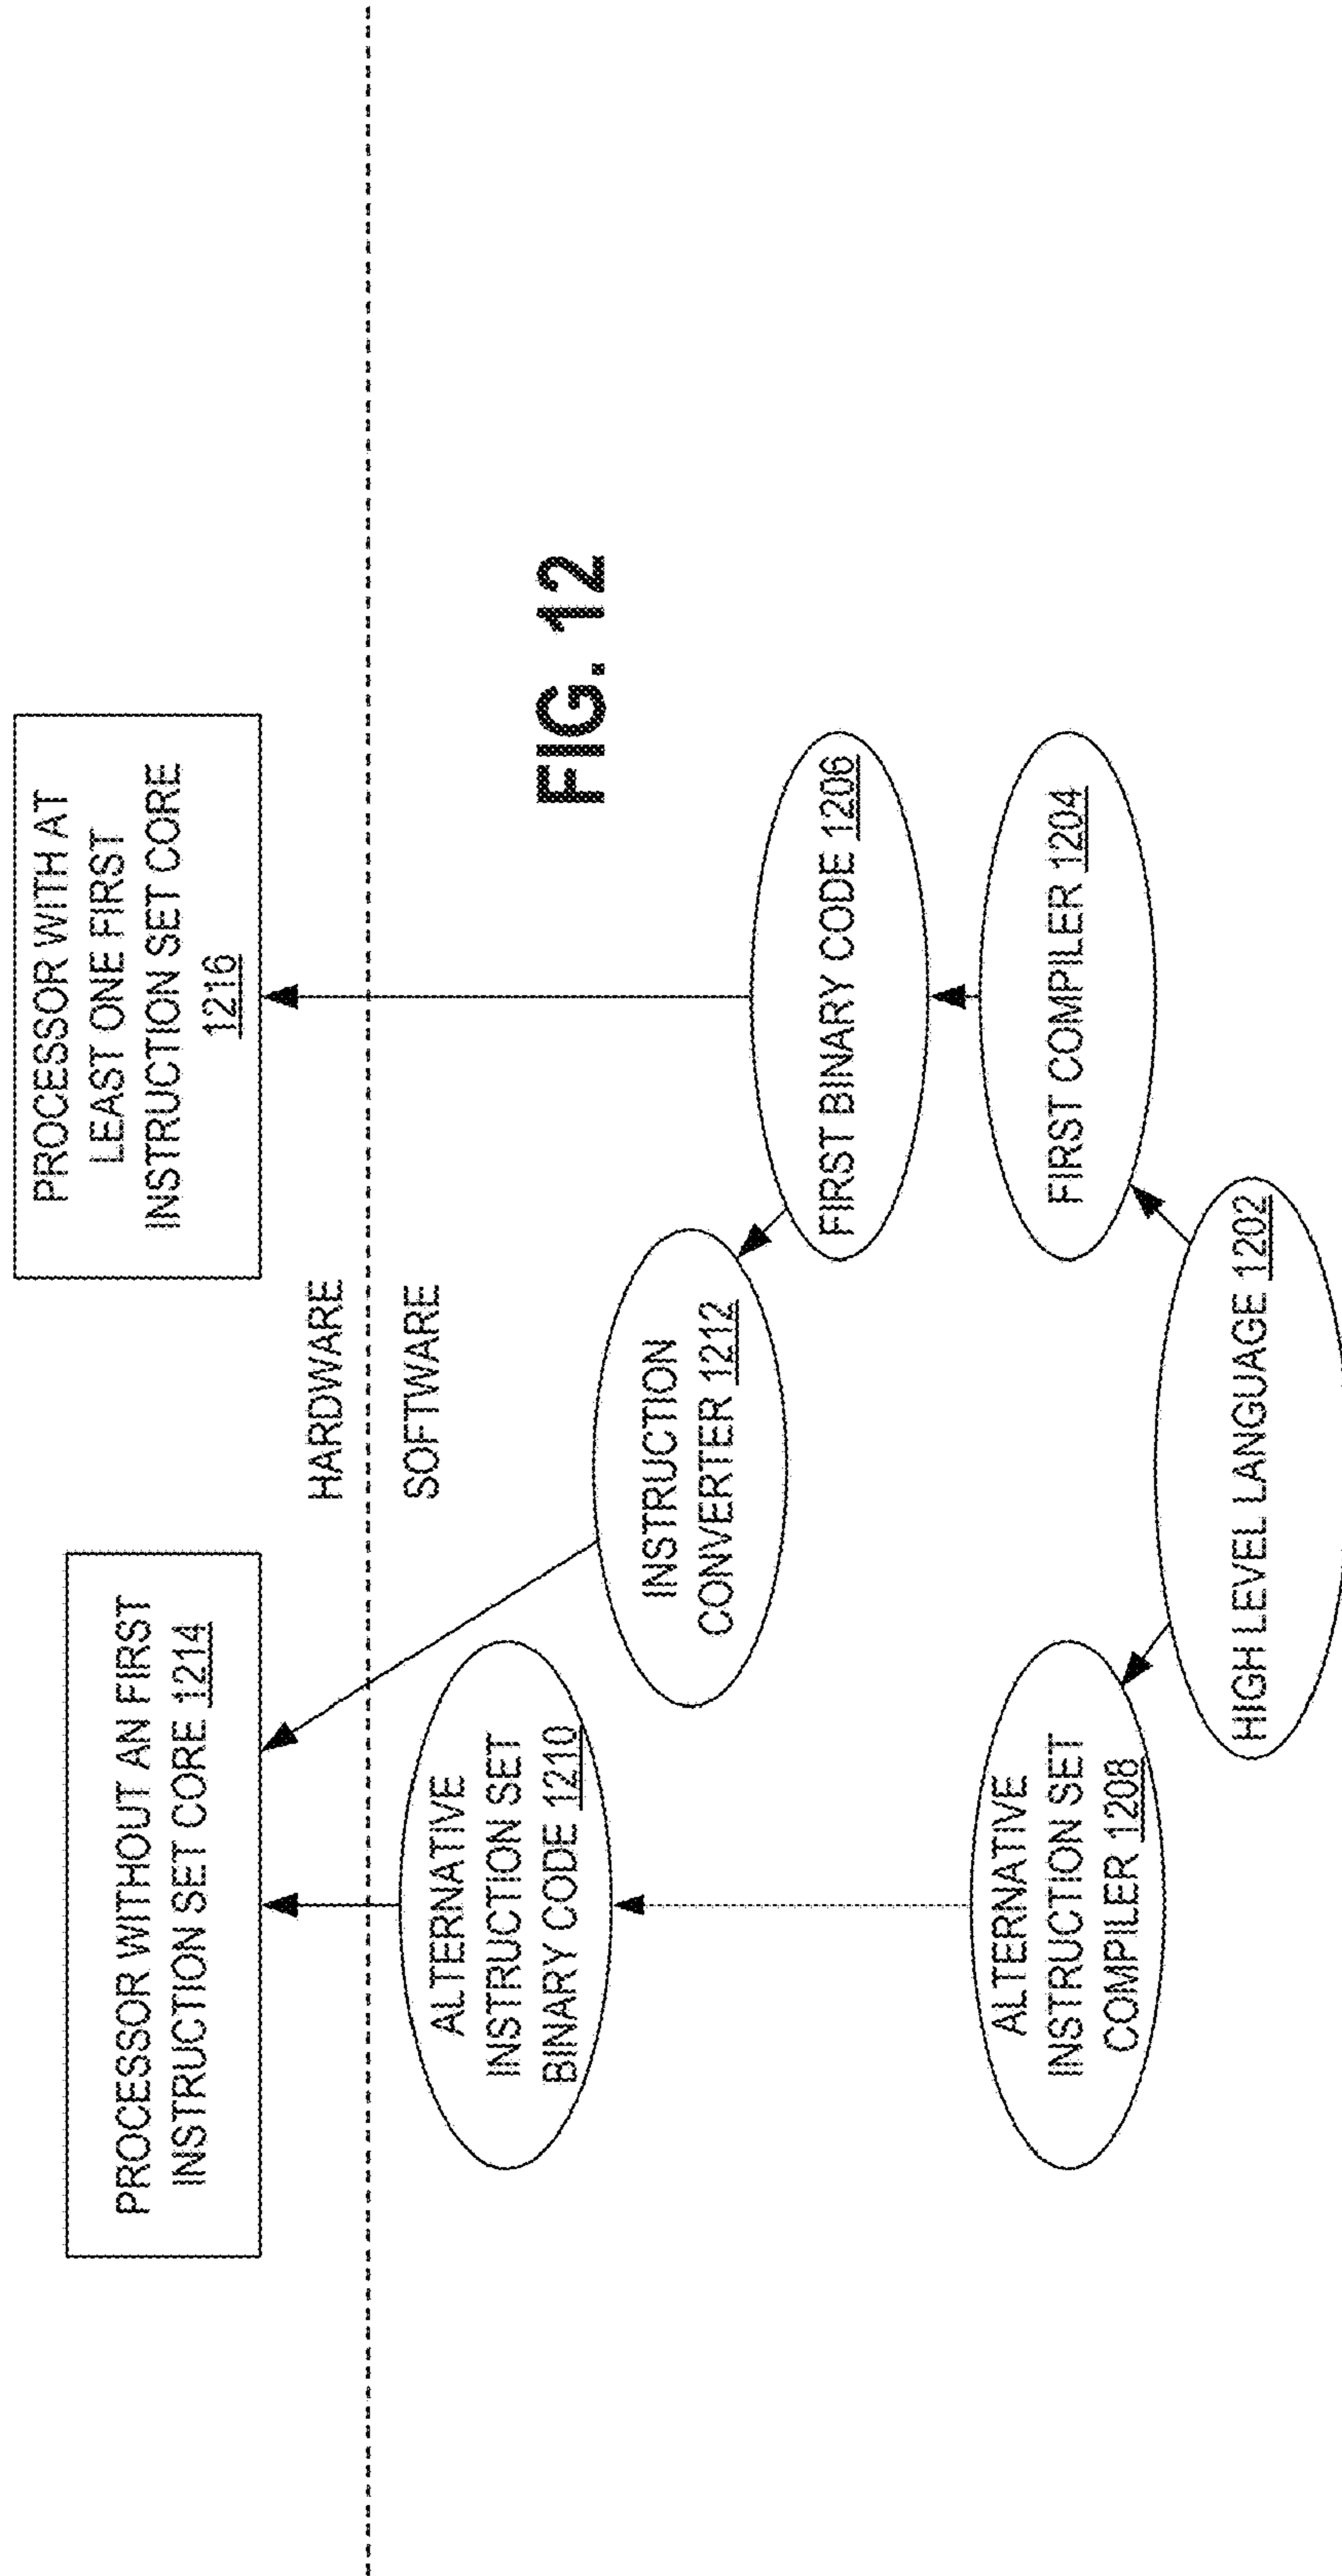 PROCESSOR WITHOUT AN FIRST
INSTRUCTION SET CORE 1214
PROCESSOR WITH AT
LEAST ONE FIRST
INSTRUCTION SET CORE
1216
HARDWARE
SOFTWARE
ALTERNATIVE
INSTRUCTION SET
BINARY CODE 1210
INSTRUCTION
CONVERTER 1212
FIG. 12
FIRST BINARY CODE 1206
ALTERNATIVE
INSTRUCTION SET
COMPILER 1208
FIRST COMPILER 1204
HIGH LEVEL LANGUAGE 1202